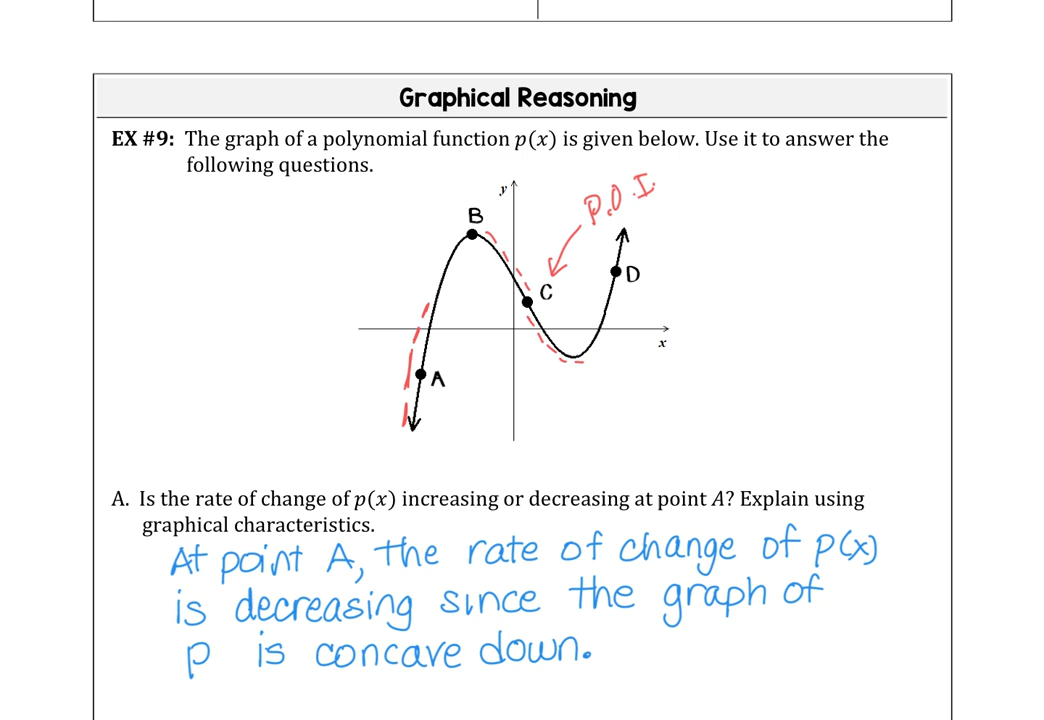 Graphical Reasoning
EX #9: The graph of a polynomial function p(x) is given below. Use it to answer the
following questions.
y
P.O.I.
B
C
D
x
A
A. Is the rate of change of p(x) increasing or decreasing at point A? Explain using
graphical characteristics.
At point A, the rate of change of p(x)
is decreasing since the graph of
p is concave down.